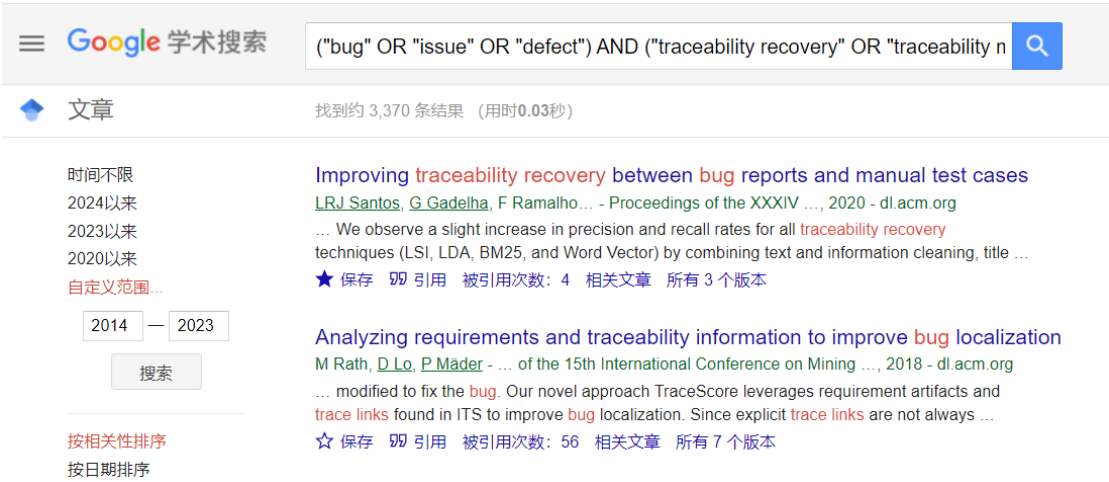 Google 学术搜索
("bug" OR "issue" OR "defect") AND ("traceability recovery" OR "traceability n
文章
找到约 3,370 条结果 （用时0.03秒）
时间不限
2024以来
2023以来
2020以来
自定义范围...
2014 — 2023
搜索
按相关性排序
按日期排序
Improving traceability recovery between bug reports and manual test cases
LRJ Santos, G Gadelha, F Ramalho… - Proceedings of the XXXIV …, 2020 - dl.acm.org
… We observe a slight increase in precision and recall rates for all traceability recovery
techniques (LSI, LDA, BM25, and Word Vector) by combining text and information cleaning, title …
保存 引用 被引用次数：4 相关文章 所有 3 个版本
Analyzing requirements and traceability information to improve bug localization
M Rath, D Lo, P Mäder - … of the 15th International Conference on Mining …, 2018 - dl.acm.org
… modified to fix the bug. Our novel approach TraceScore leverages requirement artifacts and
trace links found in ITS to improve bug localization. Since explicit trace links are not always …
保存 引用 被引用次数：56 相关文章 所有 7 个版本